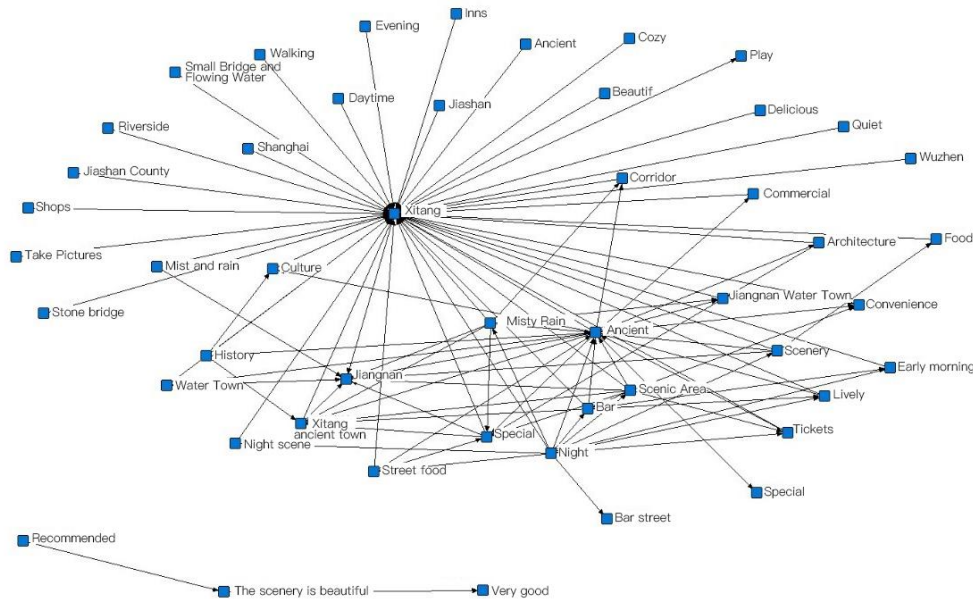 Inns
Evening
Cozy
Ancient
Walking
Play
Small Bridge and
Flowing Water
Beautif
Daytime
Jiashan
Delicious
Riverside
Quiet
Shanghai
Wuzhen
Jiashan County
Corridor
Commercial
Shops
Xitang
Food
Architecture
Take Pictures
Mist and rain
Culture
Jiangnan Water Town
Convenience
Stone bridge
Misty Rain
Ancient
Scenery
History
Early morning
Jiangnan
Water Town
Scenic Area
Lively
Bar
Xitang
ancient town
Tickets
Special
Night scene
Night
Street food
Special
Bar street
Recommended
The scenery is beautiful
Very good